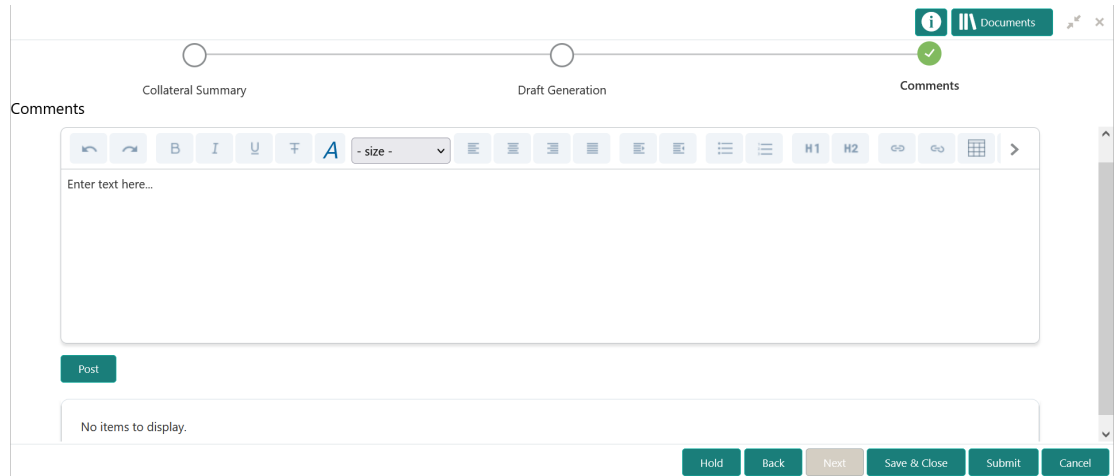 Documents
Collateral Summary
Draft Generation
Comments
Comments
B I U T A - size - H1 H2
Enter text here...
Post
No items to display.
Hold Back Next Save & Close Submit Cancel